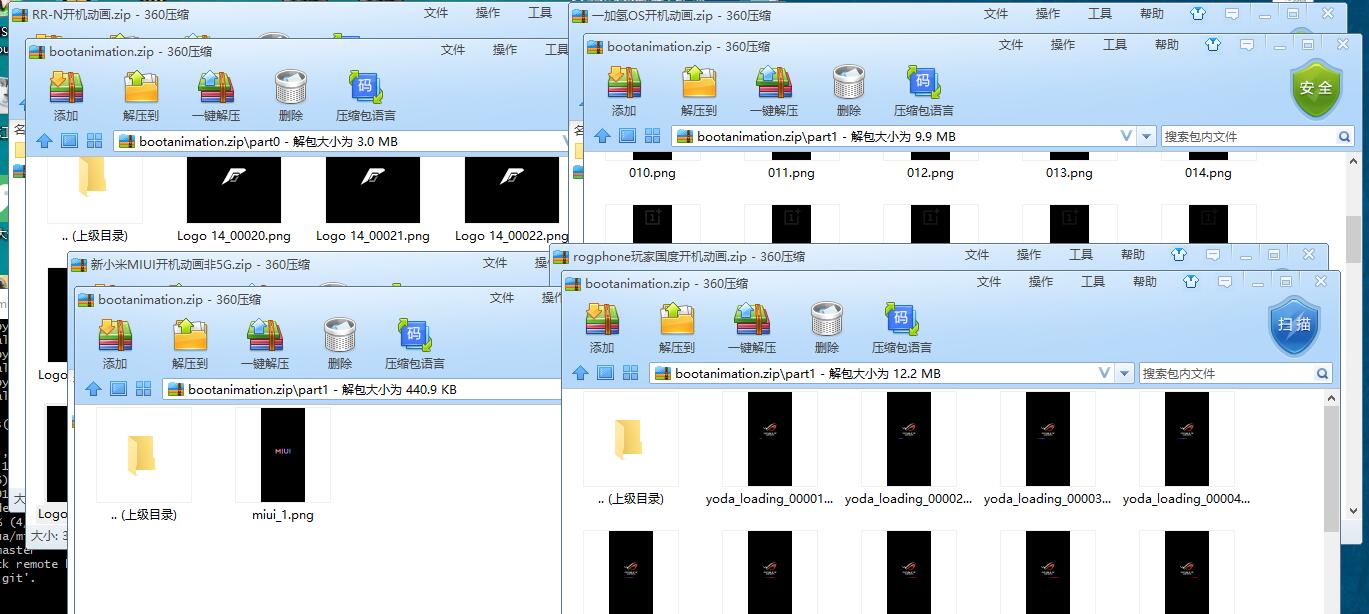 RR-N开机动画.zip - 360压缩
文件 操作 工具
bootanimation.zip - 360压缩
文件 操作 工具
添加 解压到 一键解压 删除 压缩包语言
码
bootanimation.zip\part0 - 解包大小为 3.0 MB
.. (上级目录) Logo 14_00020.png Logo 14_00021.png Logo 14_00022.png
Logo
Logo
大小: 3
一加氢OS开机动画.zip - 360压缩
文件 操作 工具 帮助
bootanimation.zip - 360压缩
文件 操作 工具 帮助
添加 解压到 一键解压 删除 压缩包语言
码
安全
bootanimation.zip\part1 - 解包大小为 9.9 MB
搜索包内文件
010.png 011.png 012.png 013.png 014.png
新小米MIUI开机动画非5G.zip - 360压缩
文件 操
bootanimation.zip - 360压缩
文件 操作
添加 解压到 一键解压 删除 压缩包语言
码
bootanimation.zip\part1 - 解包大小为 440.9 KB
MIUI
.. (上级目录) miui_1.png
rogphone玩家国度开机动画.zip - 360压缩
文件 操作 工具 帮助
bootanimation.zip - 360压缩
文件 操作 工具 帮助
添加 解压到 一键解压 删除 压缩包语言
码
扫描
bootanimation.zip\part1 - 解包大小为 12.2 MB
搜索包内文件
.. (上级目录) yoda_loading_00001... yoda_loading_00002... yoda_loading_00003... yoda_loading_00004...
master
ck remote
git'.